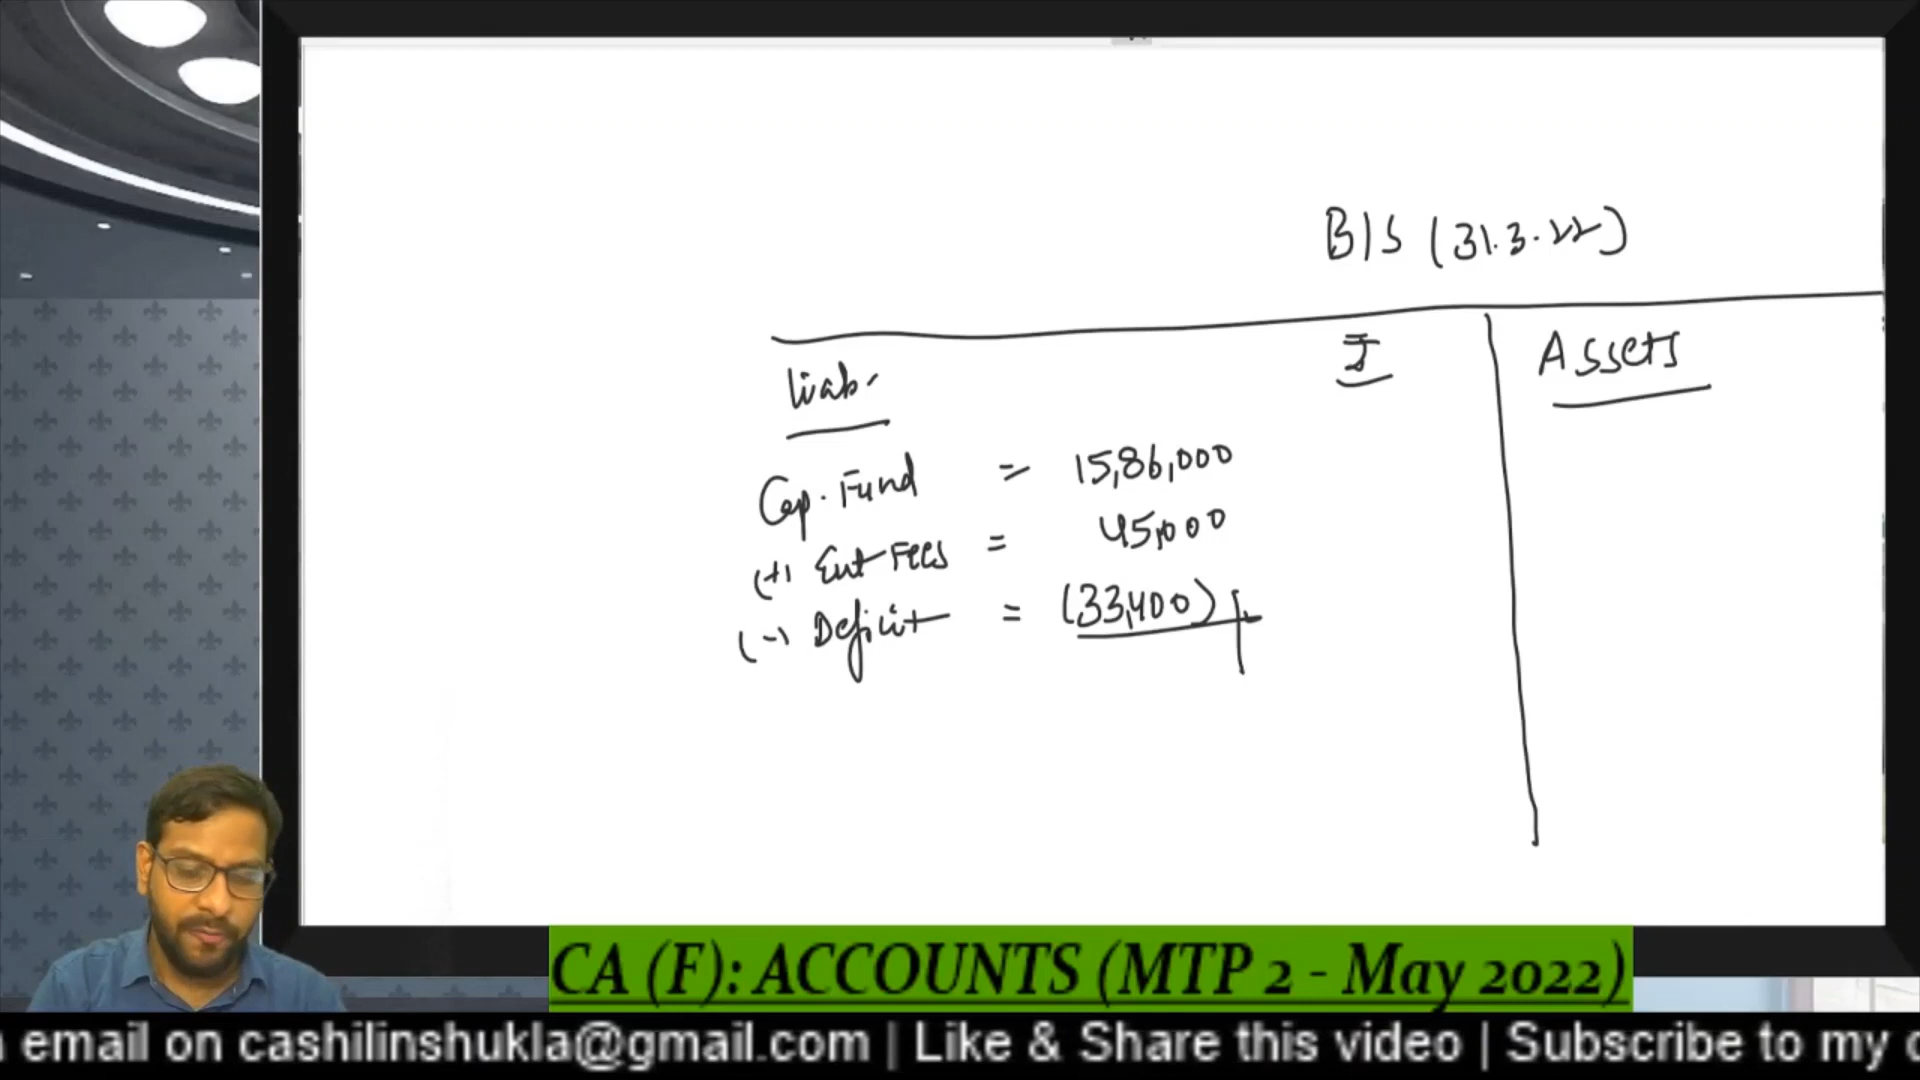 B/S (31.3.22)
Liab.
₹
Assets
Cap. Fund = 15,86,000
(+) Ent Fees = 45,000
(-) Deficit = (33,400)
CA (F): ACCOUNTS (MTP 2 - May 2022)
email on cashilinshukla@gmail.com | Like & Share this video | Subscribe to my